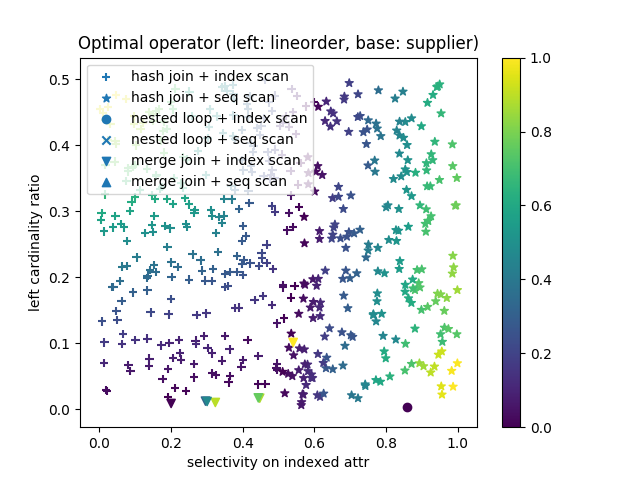 Optimal operator (left: lineorder, base: supplier)
hash join + index scan
hash join + seq scan
nested loop + index scan
nested loop + seq scan
merge join + index scan
merge join + seq scan
left cardinality ratio
0.5
0.4
0.3
0.2
0.1
0.0
0.0 0.2 0.4 0.6 0.8 1.0
selectivity on indexed attr
1.0
0.8
0.6
0.4
0.2
0.0